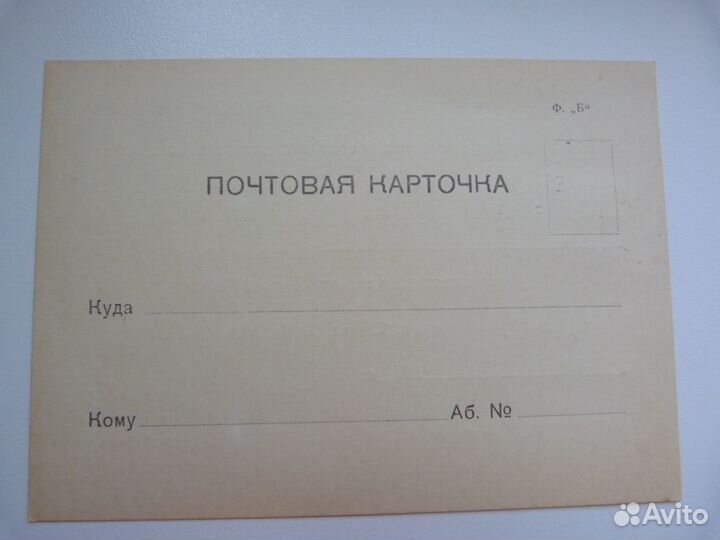 Ф. „Б“
ПОЧТОВАЯ КАРТОЧКА
Куда
Кому Аб. №
Avito